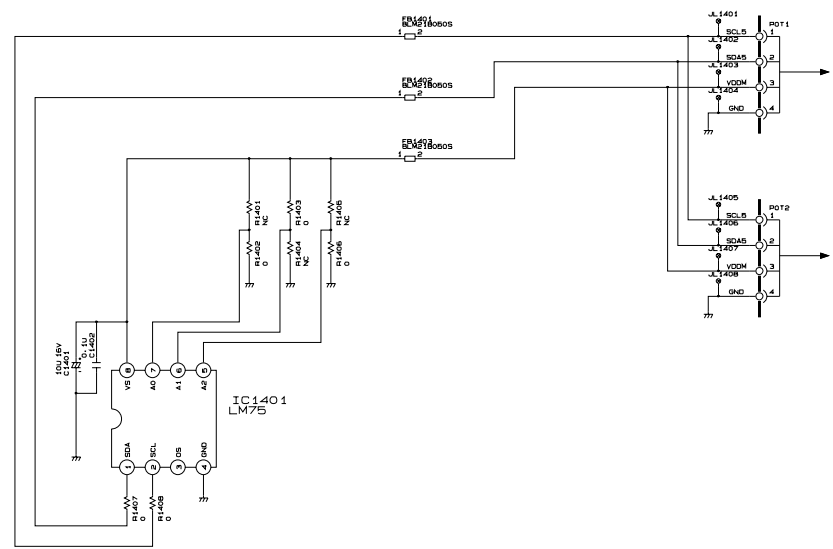 FB1401
BLM21B050S
1 2
FB1402
BLM21B050S
1 2
FB1403
BLM21B050S
1 2
JL1401
POT1
SCL5
1
JL1402
SDA5
2
JL1403
VDDM
3
JL1404
GND
4
JL1405
POT2
SCL5
1
JL1406
SDA5
2
JL1407
VDDM
3
JL1408
GND
4
R1401
NC
R1403
0
R1405
NC
R1402
0
R1404
NC
R1406
0
10U 16V
C1401
+
-
0.1U
C1402
8
7
6
5
VS
A0
A1
A2
IC1401
LM75
SDA
SCL
OS
GND
1
2
3
4
R1407
0
R1408
0